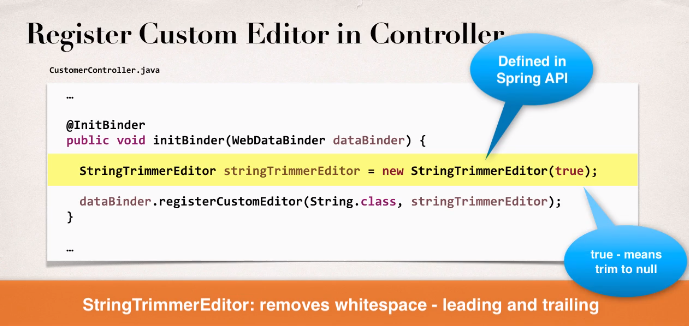 Register Custom Editor in Controller
Defined in
Spring API
CustomerController.java
…
@InitBinder
public void initBinder(WebDataBinder dataBinder) {
StringTrimmerEditor stringTrimmerEditor = new StringTrimmerEditor(true);
dataBinder.registerCustomEditor(String.class, stringTrimmerEditor);
}
…
true - means
trim to null
StringTrimmerEditor: removes whitespace - leading and trailing